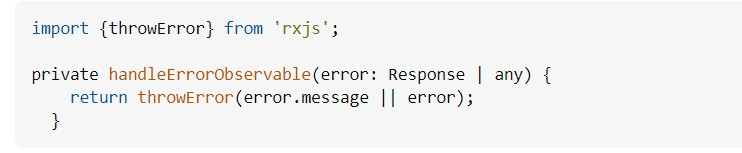 import {throwError} from 'rxjs';
private handleErrorObservable(error: Response | any) {
    return throwError(error.message || error);
  }